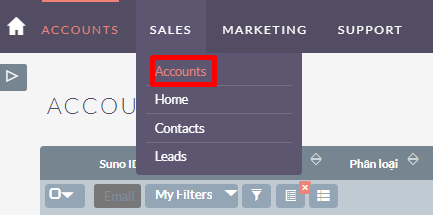 ACCOUNTS SALES MARKETING SUPPORT
Accounts
Home
ACCOU
Contacts
Leads
Suno ID Phân loại
Email My Filters